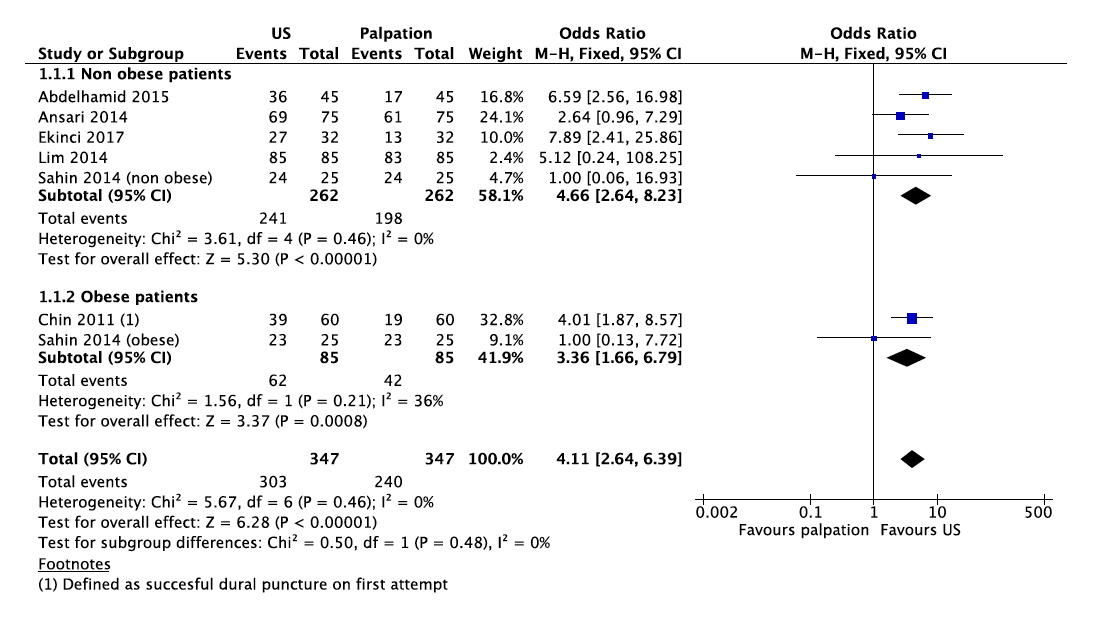 US Palpation Odds Ratio Odds Ratio
Study or Subgroup Events Total Events Total Weight M-H, Fixed, 95% CI M-H, Fixed, 95% CI
1.1.1 Non obese patients
Abdelhamid 2015 36 45 17 45 16.8% 6.59 [2.56, 16.98]
Ansari 2014 69 75 61 75 24.1% 2.64 [0.96, 7.29]
Ekinci 2017 27 32 13 32 10.0% 7.89 [2.41, 25.86]
Lim 2014 85 85 83 85 2.4% 5.12 [0.24, 108.25]
Sahin 2014 (non obese) 24 25 24 25 4.7% 1.00 [0.06, 16.93]
Subtotal (95% CI) 262 262 58.1% 4.66 [2.64, 8.23]
Total events 241 198
Heterogeneity: Chi² = 3.61, df = 4 (P = 0.46); I² = 0%
Test for overall effect: Z = 5.30 (P < 0.00001)
1.1.2 Obese patients
Chin 2011 (1) 39 60 19 60 32.8% 4.01 [1.87, 8.57]
Sahin 2014 (obese) 23 25 23 25 9.1% 1.00 [0.13, 7.72]
Subtotal (95% CI) 85 85 41.9% 3.36 [1.66, 6.79]
Total events 62 42
Heterogeneity: Chi² = 1.56, df = 1 (P = 0.21); I² = 36%
Test for overall effect: Z = 3.37 (P = 0.0008)
Total (95% CI) 347 347 100.0% 4.11 [2.64, 6.39]
Total events 303 240
Heterogeneity: Chi² = 5.67, df = 6 (P = 0.46); I² = 0%
Test for overall effect: Z = 6.28 (P < 0.00001)
Test for subgroup differences: Chi² = 0.50, df = 1 (P = 0.48), I² = 0%
0.002 0.1 1 10 500
Favours palpation Favours US
Footnotes
(1) Defined as succesful dural puncture on first attempt